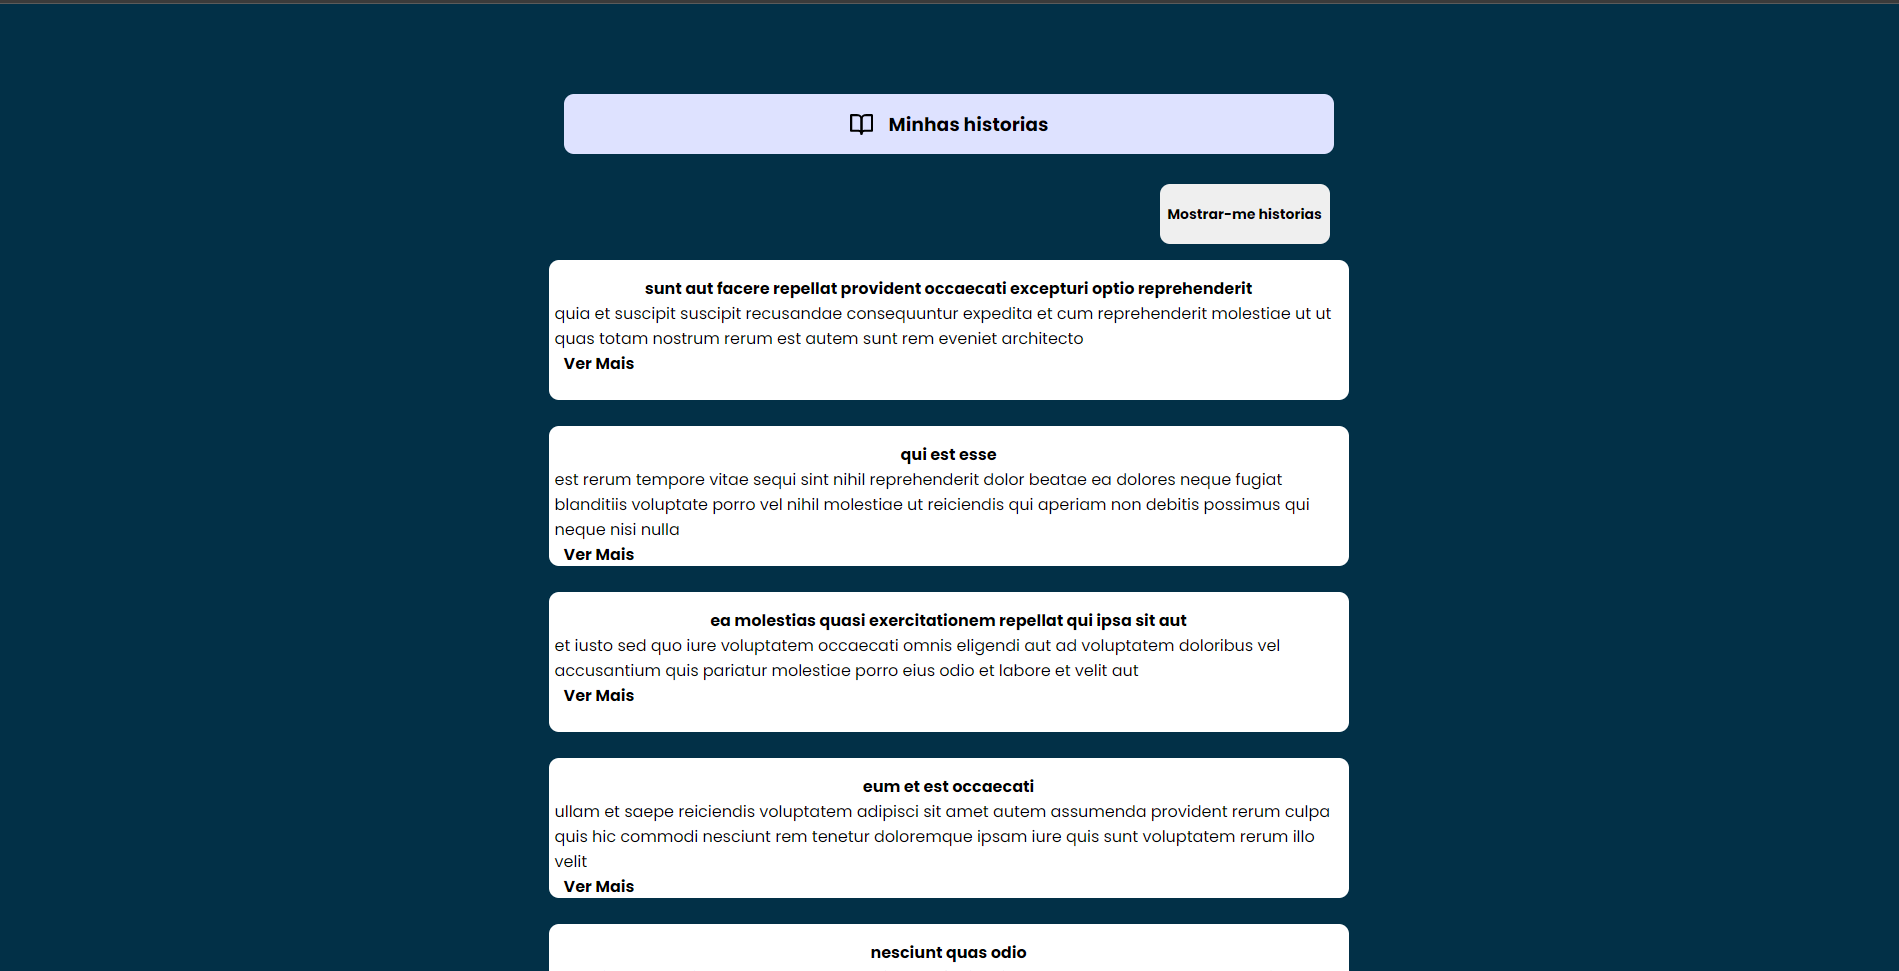 Minhas historias
Mostrar-me historias
sunt aut facere repellat provident occaecati excepturi optio reprehenderit
quia et suscipit suscipit recusandae consequuntur expedita et cum reprehenderit molestiae ut ut
quas totam nostrum rerum est autem sunt rem eveniet architecto
Ver Mais
qui est esse
est rerum tempore vitae sequi sint nihil reprehenderit dolor beatae ea dolores neque fugiat
blanditiis voluptate porro vel nihil molestiae ut reiciendis qui aperiam non debitis possimus qui
neque nisi nulla
Ver Mais
ea molestias quasi exercitationem repellat qui ipsa sit aut
et iusto sed quo iure voluptatem occaecati omnis eligendi aut ad voluptatem doloribus vel
accusantium quis pariatur molestiae porro eius odio et labore et velit aut
Ver Mais
eum et est occaecati
ullam et saepe reiciendis voluptatem adipisci sit amet autem assumenda provident rerum culpa
quis hic commodi nesciunt rem tenetur doloremque ipsam iure quis sunt voluptatem rerum illo
velit
Ver Mais
nesciunt quas odio